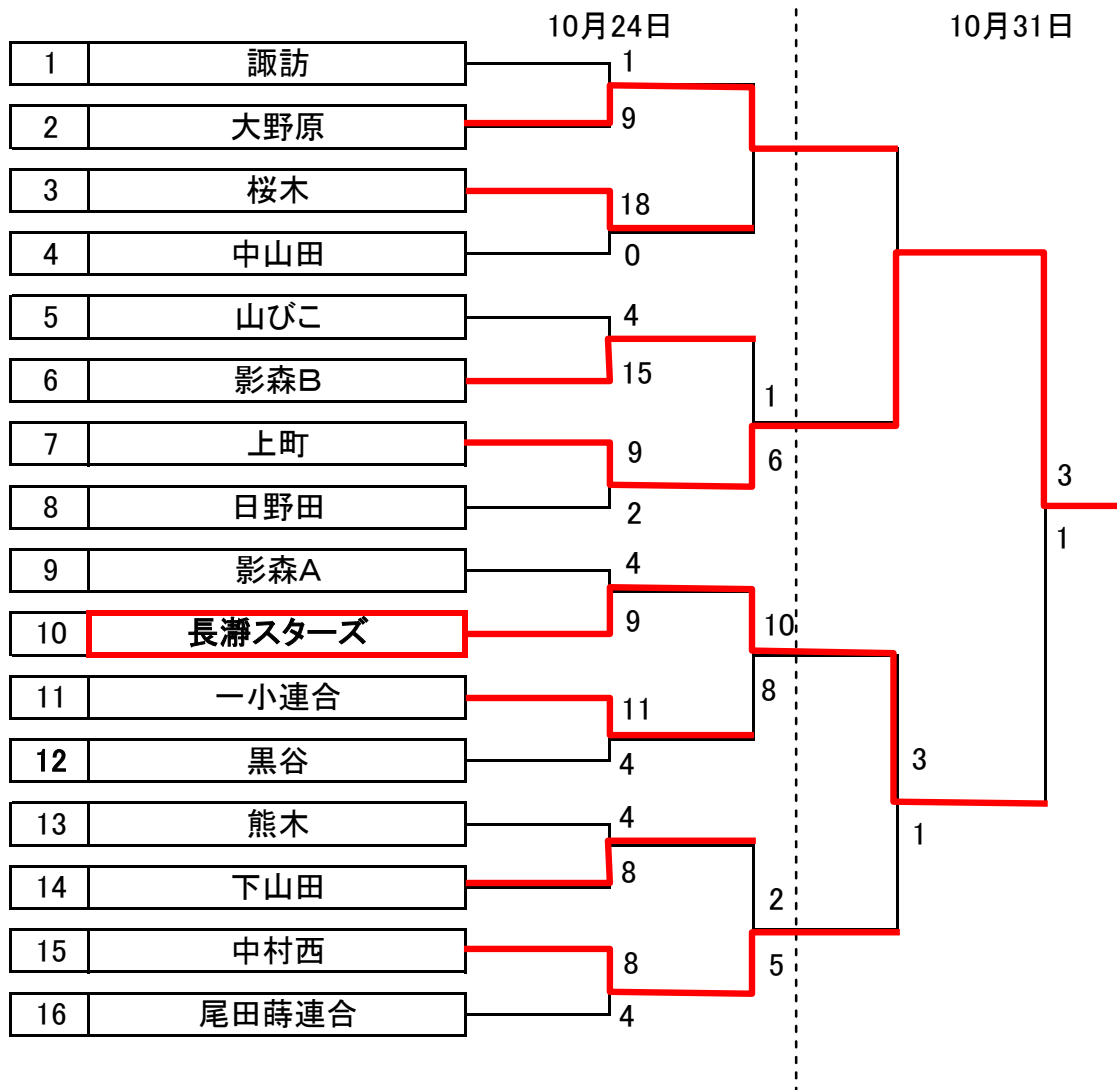 10月24日 10月31日
1 諏訪 1
2 大野原 9
3 桜木 18
4 中山田 0
5 山びこ 4
6 影森B 15
1
7 上町 9
6
8 日野田 2
3
1
9 影森A 4
10 長瀞スターズ 9
10
8
11 一小連合 11
12 黒谷 4
3
1
13 熊木 4
14 下山田 8
2
15 中村西 8
5
16 尾田蒔連合 4